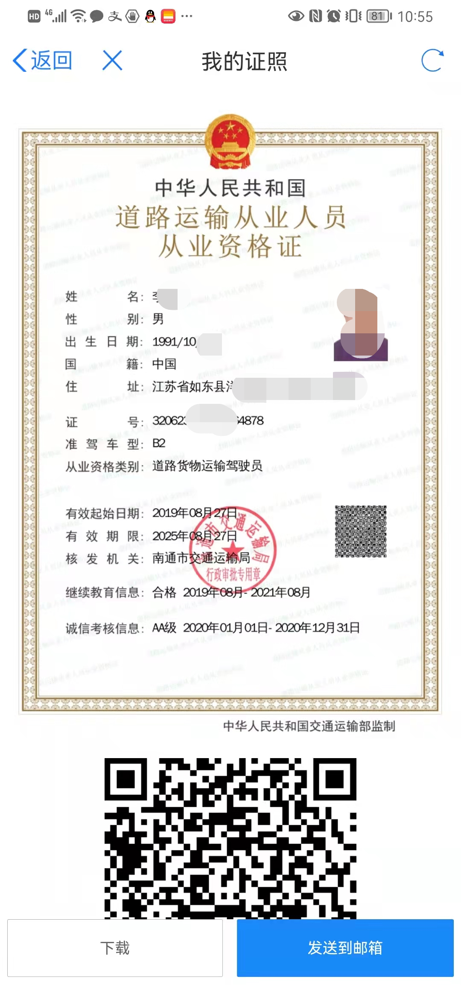 HD 4G 81 10:55
返回 我的证照
中华人民共和国
道路运输从业人员
从业资格证
姓名：李
性别：男
出生日期：1991/10
国籍：中国
住址：江苏省如东县洋
证号：32062 4878
准驾车型：B2
从业资格类别：道路货物运输驾驶员
有效起始日期：2019年08月27日
有效期限：2025年08月27日
核发机关：南通市交通运输局
南通市交通运输局
行政审批专用章
继续教育信息：合格 2019年08月- 2021年08月
诚信考核信息：AA级 2020年01月01日- 2020年12月31日
中华人民共和国交通运输部监制
下载 发送到邮箱